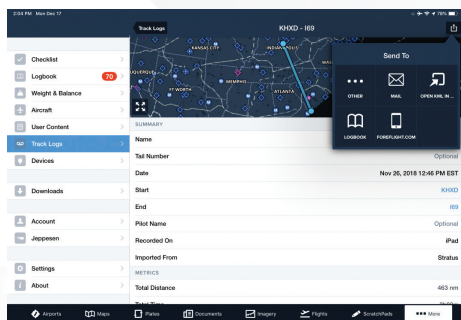 2:04 PM Mon Dec 17
78%
Track Logs
KHXD - I69
Checklist
Logbook
70
Weight & Balance
Aircraft
User Content
Track Logs
Devices
Downloads
Account
Jeppesen
Settings
About
KANSAS CITY
INDIANAPOLIS
MEMPHIS
FT WORTH
ATLANTA
Send To
OTHER
MAIL
OPEN KML IN ...
LOGBOOK
FOREFLIGHT.COM
SUMMARY
Name
Tail Number
Optional
Date
Nov 26, 2018 12:46 PM EST
Start
KHXD
End
I69
Pilot Name
Optional
Recorded On
iPad
Imported From
Stratus
METRICS
Total Distance
463 nm
Airports
Maps
Plates
Documents
Imagery
Flights
ScratchPads
More